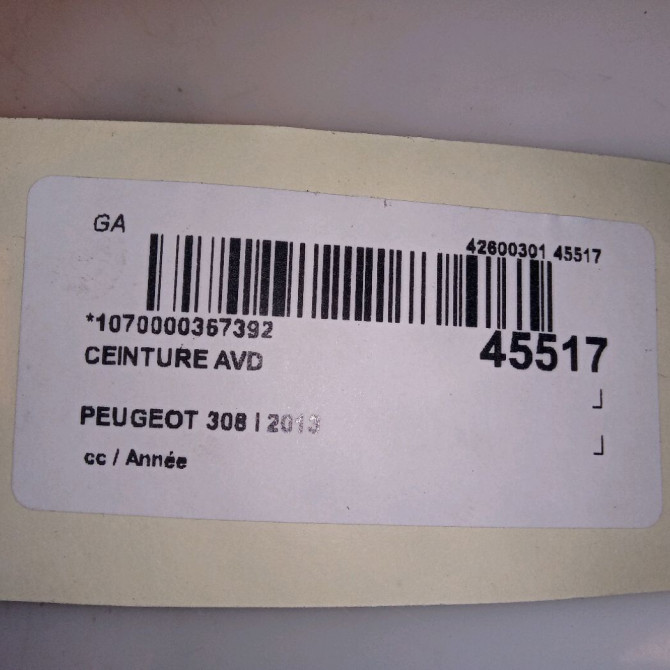 GA
42600301 45517
*1070000367392
45517
CEINTURE AVD
PEUGEOT 308 I 2013
cc / Année